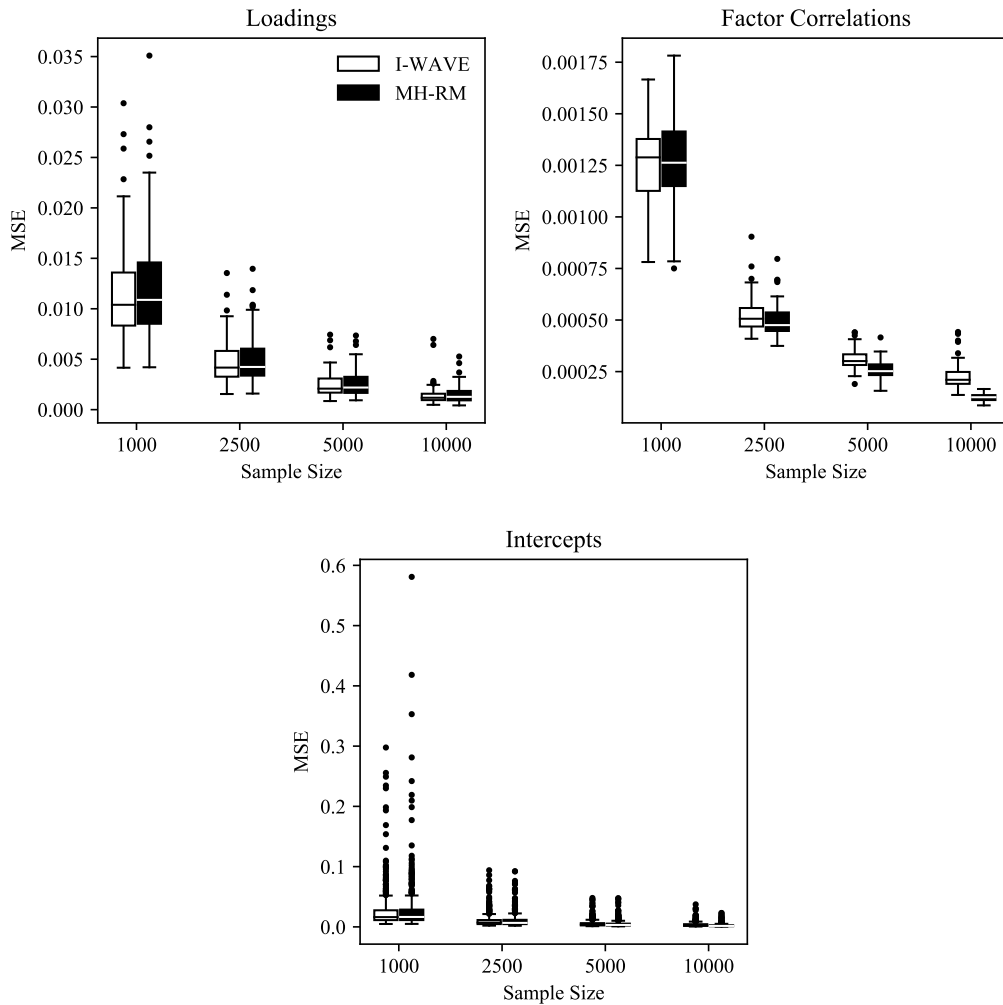 Loadings
MSE
0.035
0.030
0.025
0.020
0.015
0.010
0.005
0.000
I-WAVE
MH-RM
1000 2500 5000 10000
Sample Size
Factor Correlations
MSE
0.00175
0.00150
0.00125
0.00100
0.00075
0.00050
0.00025
1000 2500 5000 10000
Sample Size
Intercepts
MSE
0.6
0.5
0.4
0.3
0.2
0.1
0.0
1000 2500 5000 10000
Sample Size